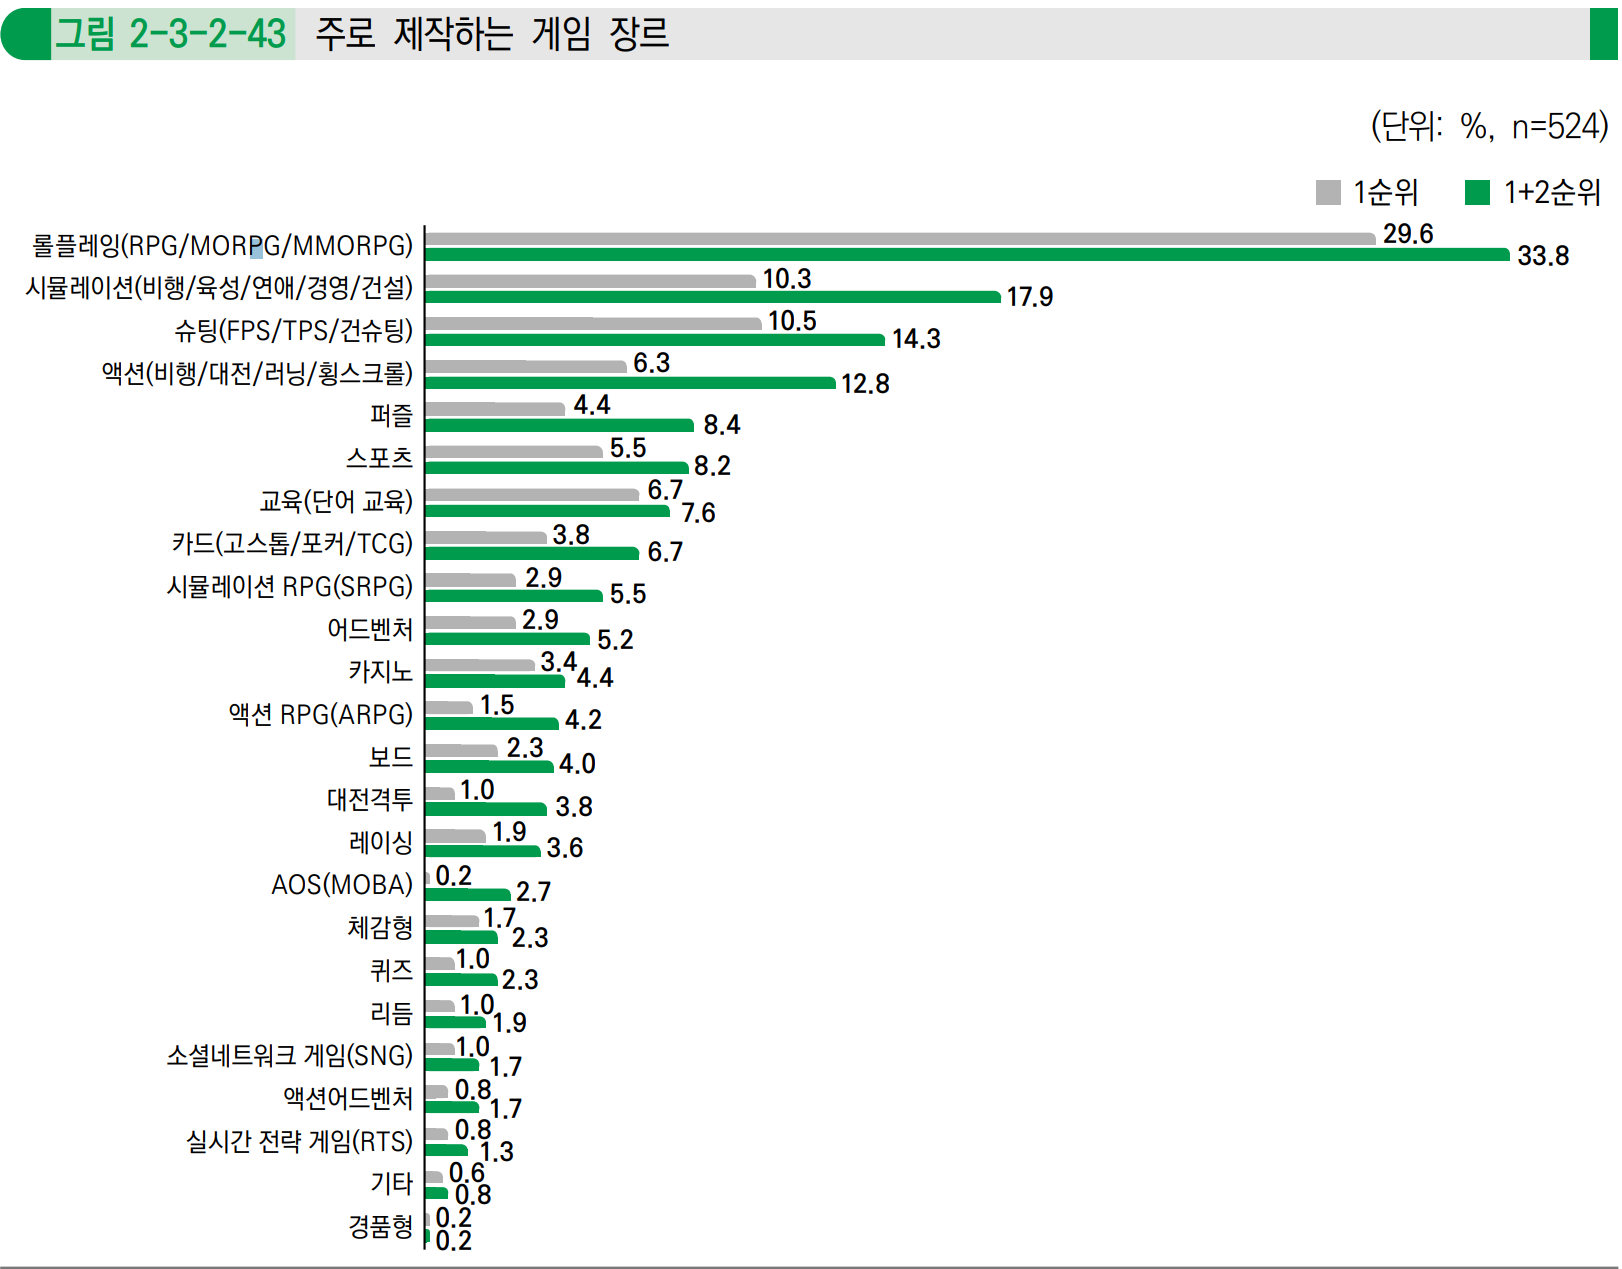 그림 2-3-2-43 주로 제작하는 게임 장르
(단위: %, n=524)
1순위 1+2순위
롤플레잉(RPG/MORPG/MMORPG) 29.6 33.8
시뮬레이션(비행/육성/연애/경영/건설) 10.3 17.9
슈팅(FPS/TPS/건슈팅) 10.5 14.3
액션(비행/대전/러닝/횡스크롤) 6.3 12.8
퍼즐 4.4 8.4
스포츠 5.5 8.2
교육(단어 교육) 6.7 7.6
카드(고스톱/포커/TCG) 3.8 6.7
시뮬레이션 RPG(SRPG) 2.9 5.5
어드벤처 2.9 5.2
카지노 3.4 4.4
액션 RPG(ARPG) 1.5 4.2
보드 2.3 4.0
대전격투 1.0 3.8
레이싱 1.9 3.6
AOS(MOBA) 0.2 2.7
체감형 1.7 2.3
퀴즈 1.0 2.3
리듬 1.0 1.9
소셜네트워크 게임(SNG) 1.0 1.7
액션어드벤처 0.8 1.7
실시간 전략 게임(RTS) 0.8 1.3
기타 0.6 0.8
경품형 0.2 0.2